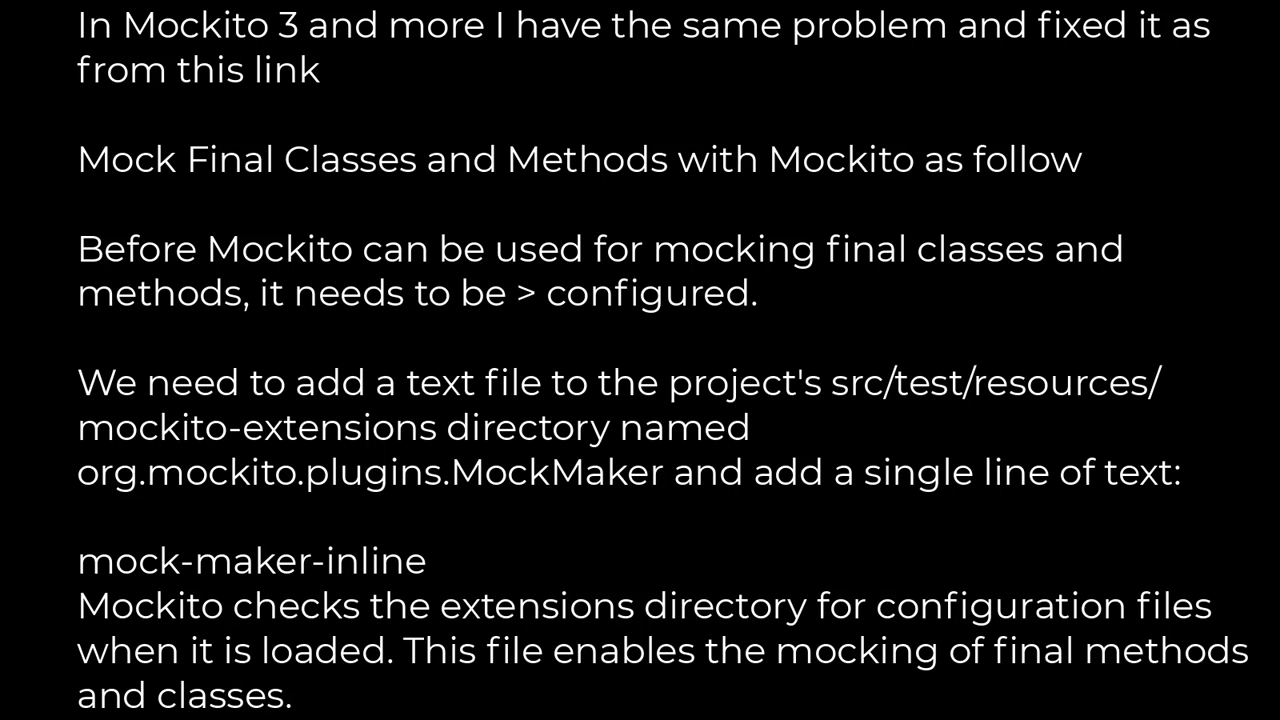 In Mockito 3 and more I have the same problem and fixed it as
from this link
Mock Final Classes and Methods with Mockito as follow
Before Mockito can be used for mocking final classes and
methods, it needs to be > configured.
We need to add a text file to the project's src/test/resources/
mockito-extensions directory named
org.mockito.plugins.MockMaker and add a single line of text:
mock-maker-inline
Mockito checks the extensions directory for configuration files
when it is loaded. This file enables the mocking of final methods
and classes.